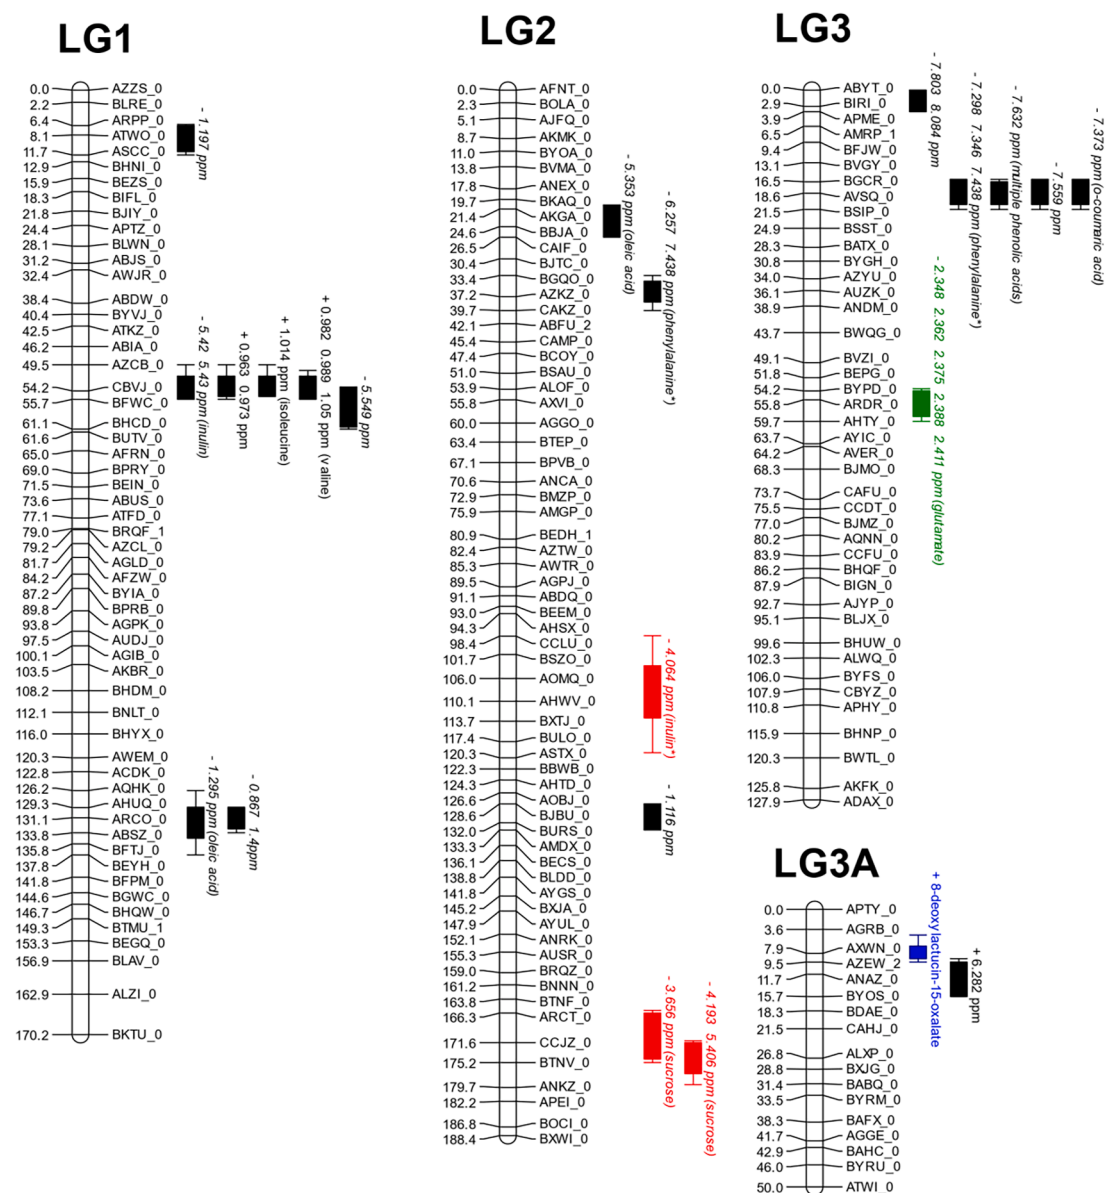 LG1
0.0 AZZS_0
2.2 BLRE_0
6.4 ARPP_0
8.1 ATWO_0
11.7 ASCC_0
12.9 BHNI_0
15.9 BEZS_0
18.3 BIFL_0
21.8 BJIY_0
24.4 APTZ_0
28.1 BLWN_0
31.2 ABJS_0
32.4 AWJR_0
38.4 ABDW_0
40.4 BYVJ_0
42.5 ATKZ_0
46.2 ABIA_0
49.5 AZCB_0
54.2 CBVJ_0
55.7 BFWC_0
61.1 BHCD_0
61.6 BUTV_0
65.0 AFRN_0
69.0 BPRY_0
71.5 BEIN_0
73.6 ABUS_0
77.1 ATFD_0
79.0 BRQF_1
79.2 AZCL_0
81.7 AGLD_0
84.2 AFZW_0
87.2 BYIA_0
89.8 BPRB_0
93.8 AGPK_0
97.5 AUDJ_0
100.1 AGIB_0
103.5 AKBR_0
108.2 BHDM_0
112.1 BNLT_0
116.0 BHYX_0
120.3 AWEM_0
122.8 ACDK_0
126.2 AQHK_0
129.3 AHUQ_0
131.1 ARCO_0
133.8 ABSZ_0
135.8 BFTJ_0
137.8 BEYH_0
141.8 BFPM_0
144.6 BGWC_0
146.7 BHQW_0
149.3 BTMU_1
153.3 BEGQ_0
156.9 BLAV_0
162.9 ALZI_0
170.2 BKTU_0
- 1.197 ppm
- 5.42 5.43 ppm (inulin)
+ 0.963 0.973 ppm
+ 1.014 ppm (isoleucine)
+ 0.982 0.989 1.05 ppm (valine)
- 5.549 ppm
- 1.295 ppm (oleic acid)
- 0.867 1.4ppm
LG2
0.0 AFNT_0
2.3 BOLA_0
5.1 AJFQ_0
8.7 AKMK_0
11.0 BYOA_0
13.8 BVMA_0
17.8 ANEX_0
19.7 BKAQ_0
21.4 AKGA_0
24.6 BBJA_0
26.5 CAIF_0
30.4 BJTC_0
33.4 BGQO_0
37.2 AZKZ_0
39.7 CAKZ_0
42.1 ABFU_2
45.4 CAMP_0
47.4 BCOY_0
51.0 BSAU_0
53.9 ALOF_0
55.8 AXVI_0
60.0 AGGO_0
63.4 BTEP_0
67.1 BPVB_0
70.6 ANCA_0
72.9 BMZP_0
75.9 AMGP_0
80.9 BEDH_1
82.4 AZTW_0
85.3 AWTR_0
89.5 AGPJ_0
91.1 ABDQ_0
93.0 BEEM_0
94.3 AHSX_0
98.4 CCLU_0
101.7 BSZO_0
106.0 AOMQ_0
110.1 AHWV_0
113.7 BXTJ_0
117.4 BULO_0
120.3 ASTX_0
122.3 BBWB_0
124.3 AHTD_0
126.6 AOBJ_0
128.6 BJBU_0
132.0 BURS_0
133.3 AMDX_0
136.1 BECS_0
138.8 BLDD_0
141.8 AYGS_0
145.2 BXJA_0
147.9 AYUL_0
152.1 ANRK_0
155.3 AUSR_0
159.0 BRQZ_0
161.2 BNNN_0
163.8 BTNF_0
166.3 ARCT_0
171.6 CCJZ_0
175.2 BTNV_0
179.7 ANKZ_0
182.2 APEI_0
186.8 BOCI_0
188.4 BXWI_0
- 5.353 ppm (oleic acid)
- 6.257 7.438 ppm (phenylalanine*)
- 4.064 ppm (inulin*)
- 1.116 ppm
- 3.656 ppm (sucrose)
- 4.193 5.406 ppm (sucrose)
LG3
0.0 ABYT_0
2.9 BIRI_0
3.9 APME_0
6.5 AMRP_1
9.4 BFJW_0
13.1 BVGY_0
16.5 BGCR_0
18.6 AVSQ_0
21.5 BSIP_0
24.9 BSST_0
28.3 BATX_0
30.8 BYGH_0
34.0 AZYU_0
36.1 AUZK_0
38.9 ANDM_0
43.7 BWQG_0
49.1 BVZI_0
51.8 BEPG_0
54.2 BYPD_0
55.8 ARDR_0
59.7 AHTY_0
63.7 AYIC_0
64.2 AVER_0
68.3 BJMO_0
73.7 CAFU_0
75.5 CCDT_0
77.0 BJMZ_0
80.2 AQNN_0
83.9 CCFU_0
86.2 BHQF_0
87.9 BIGN_0
92.7 AJYP_0
95.1 BLJX_0
99.6 BHUW_0
102.3 ALWQ_0
106.0 BYFS_0
107.9 CBYZ_0
110.8 APHY_0
115.9 BHNP_0
120.3 BWTL_0
125.8 AKFK_0
127.9 ADAX_0
- 7.803 8.084 ppm
- 7.298 7.346 7.438 ppm (phenylalanine*)
- 7.632 ppm (multiple phenolic acids)
- 7.559 ppm
- 7.373 ppm (o-coumaric acid)
- 2.348 2.362 2.375 2.388 2.411 ppm (glutamate)
LG3A
0.0 APTY_0
3.6 AGRB_0
7.9 AXWN_0
9.5 AZEW_2
11.7 ANAZ_0
15.7 BYOS_0
18.3 BDAE_0
21.5 CAHJ_0
26.8 ALXP_0
28.8 BXJG_0
31.4 BABQ_0
33.5 BYRM_0
38.3 BAFX_0
41.7 AGGE_0
42.9 BAHC_0
46.0 BYRU_0
50.0 ATWI_0
+ 8-deoxylactucin-15-oxalate
+ 6.282 ppm